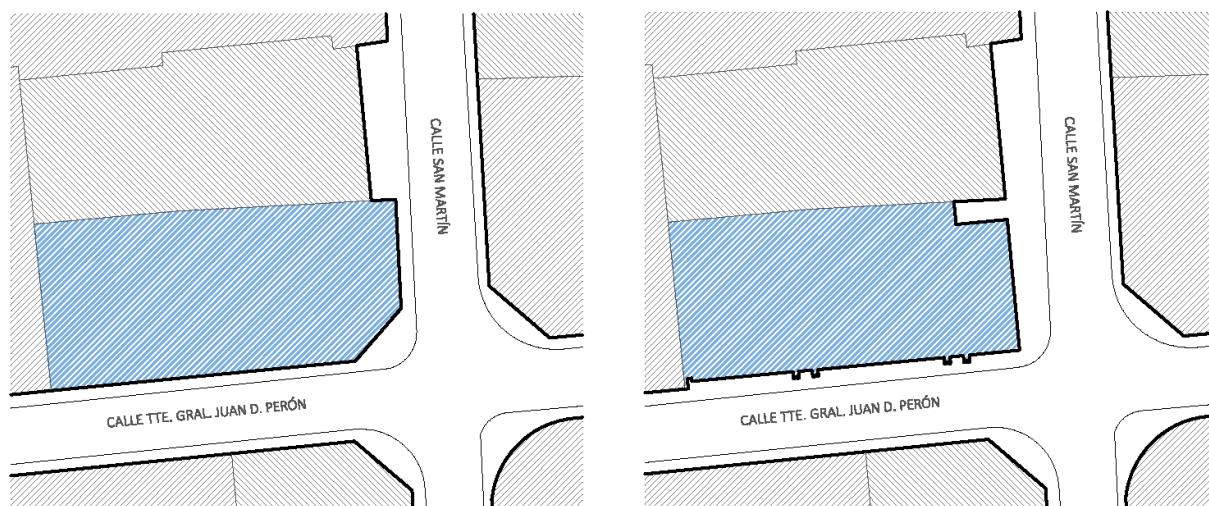 CALLE SAN MARTÍN
CALLE TTE. GRAL. JUAN D. PERÓN
CALLE SAN MARTÍN
CALLE TTE. GRAL. JUAN D. PERÓN